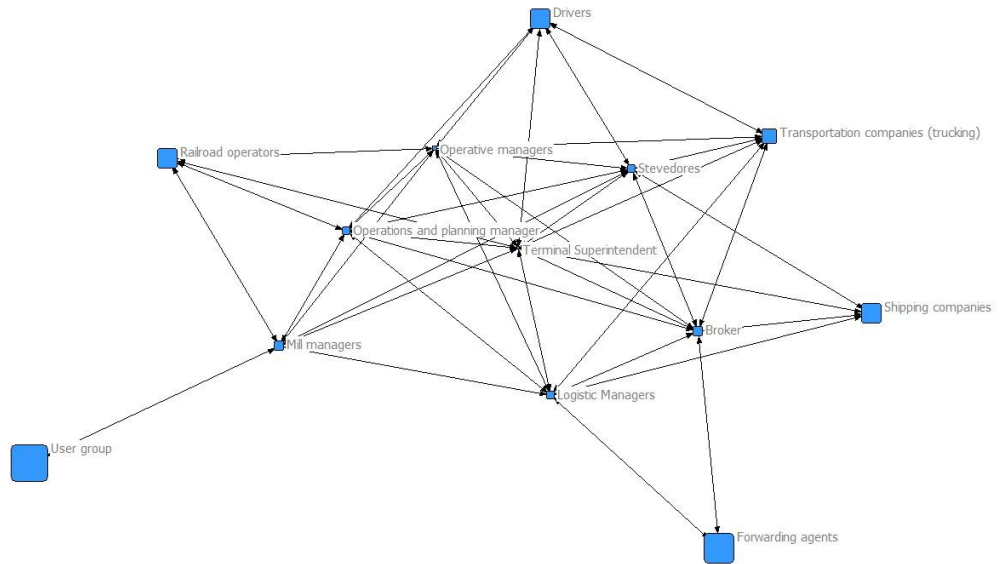 Drivers
Transportation companies (trucking)
Operative managers
Railroad operators
Stevedores
Operations and planning manager
Terminal Superintendent
Shipping companies
Broker
Mill managers
Logistic Managers
User group
Forwarding agents